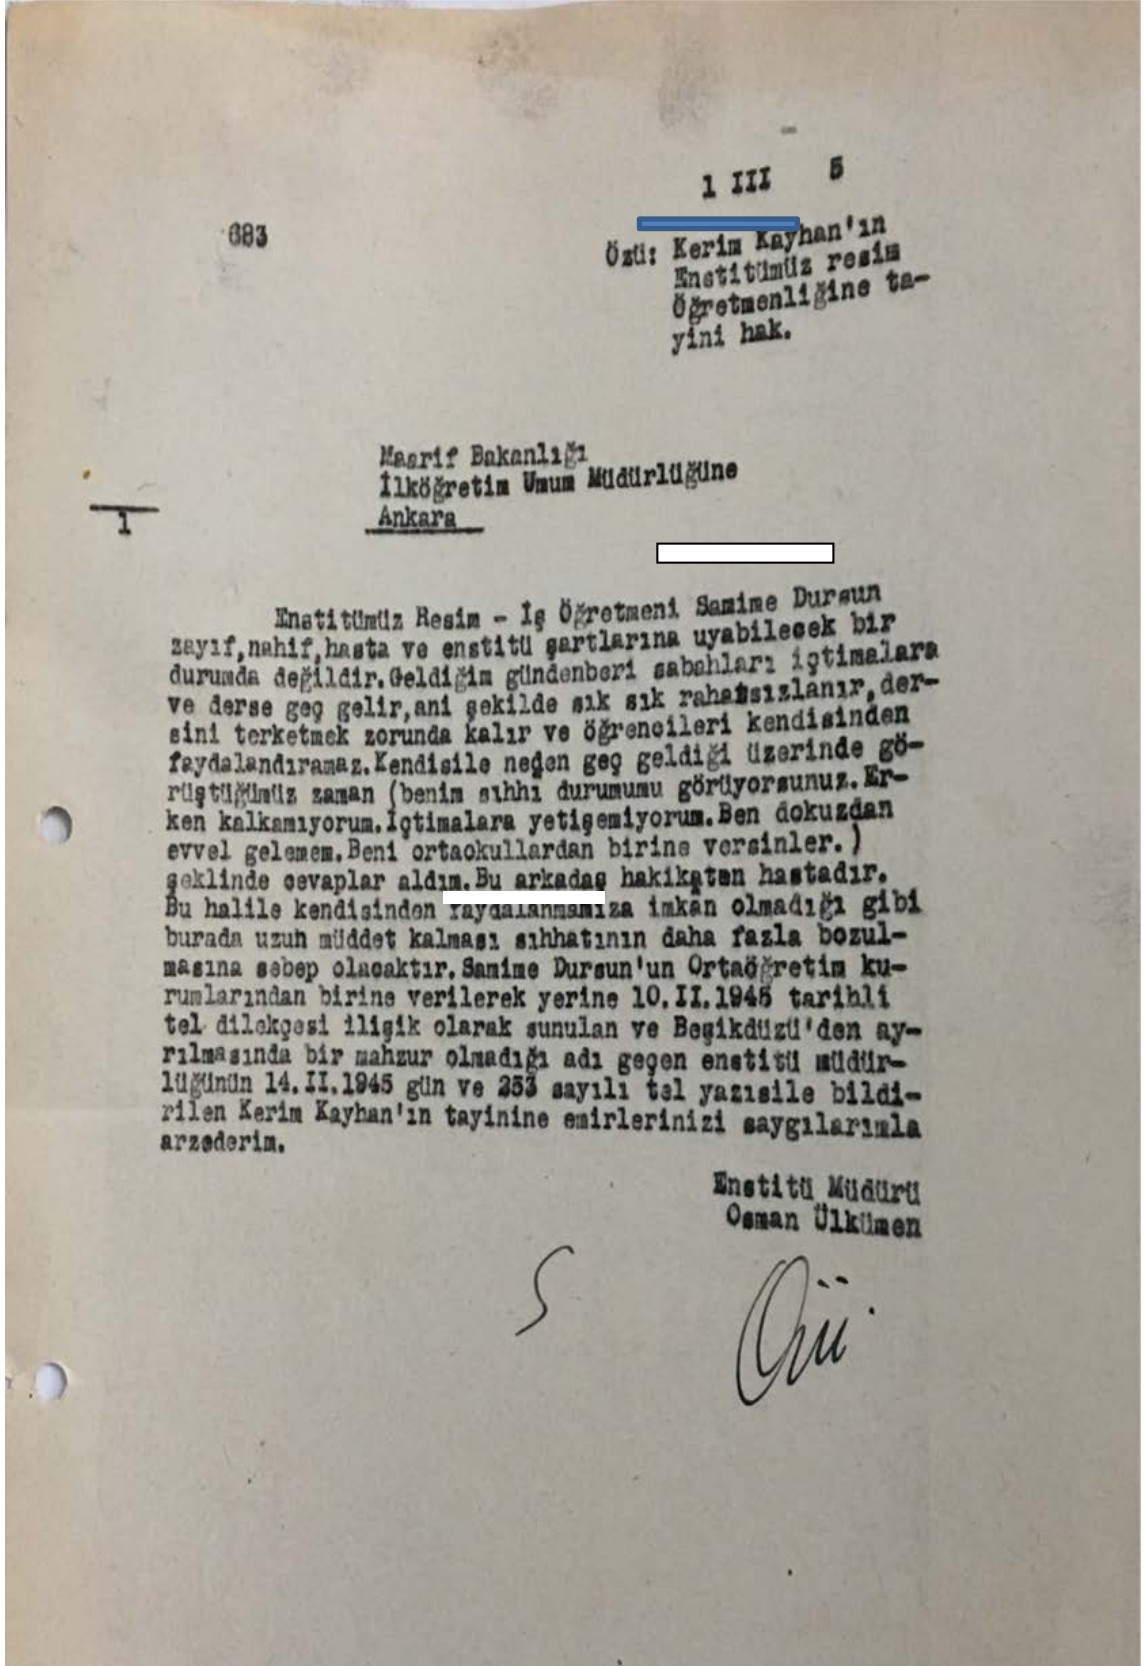 1 III 5
683
Özü: Kerim Kayhan'ın
Enstitümüz resim
Öğretmenliğine ta-
yini hak.
Maarif Bakanlığı
İlköğretim Umum Müdürlüğüne
Ankara
1
Enstitümüz Resim - İş Öğretmeni Samime Dursun
zayıf,nahif,hasta ve enstitü şartlarına uyabilecek bir
durumda değildir.Geldiğim gündenberi sabahları içtimalara
ve derse geç gelir,ani şekilde sık sık rahatsızlanır,der-
sini terketmek zorunda kalır ve öğrencileri kendisinden
faydalandıramaz.Kendisile neden geç geldiği üzerinde gö-
rüştüğümüz zaman (benim sıhhı durumumu görüyorsunuz.Er-
ken kalkamıyorum.İçtimalara yetişemiyorum.Ben dokuzdan
evvel gelemem.Beni ortaokullardan birine versinler.)
şeklinde cevaplar aldım.Bu arkadaş hakikaten hastadır.
Bu halile kendisinden faydalanmamıza imkan olmadığı gibi
burada uzuh müddet kalması sıhhatının daha fazla bozul-
masına sebep olacaktır.Samime Dursun'un Ortaöğretim ku-
rumlarından birine verilerek yerine 10.II.1945 tarihli
tel dilekçesi ilişik olarak sunulan ve Beşikdüzü'den ay-
rılmasında bir mahzur olmadığı adı geçen enstitü müdür-
lüğünün 14.II.1945 gün ve 253 sayılı tel yazısile bildi-
rilen Kerim Kayhan'ın tayinine emirlerinizi saygılarımla
arzederim.
Enstitü Müdürü
Osman Ülkümen